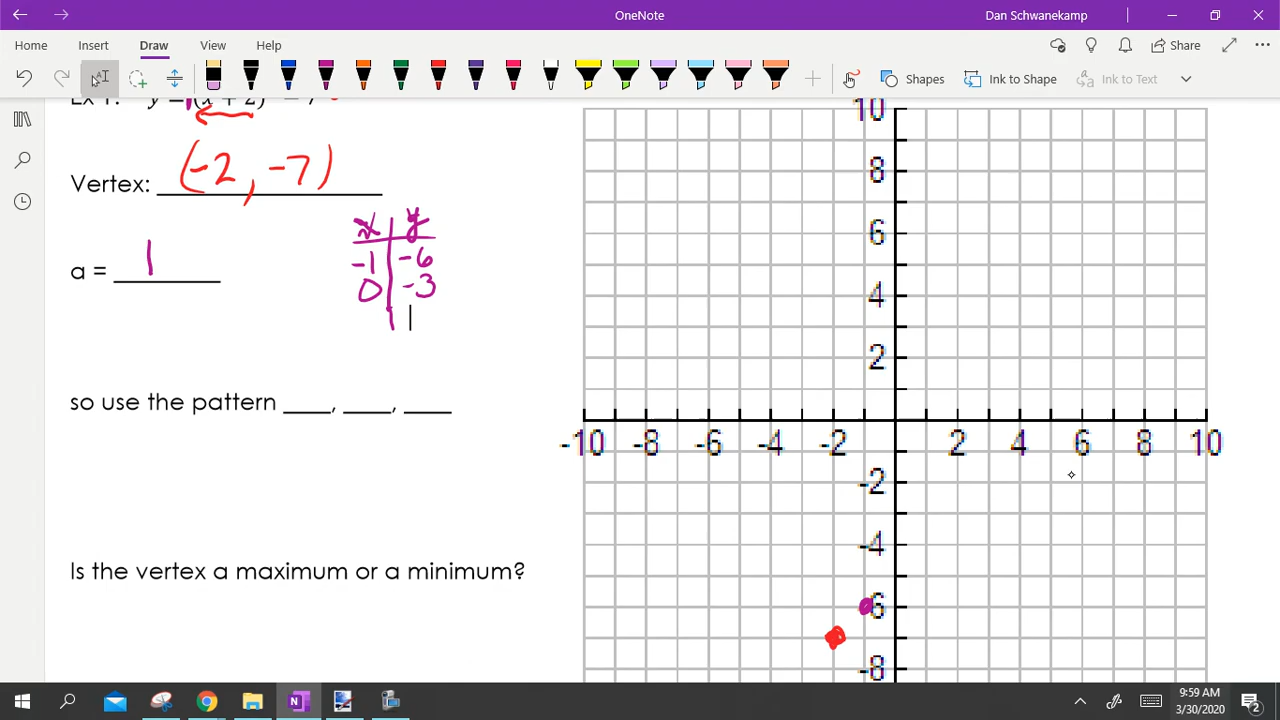 OneNote
Dan Schwanekamp
Home Insert Draw View Help
Share
Shapes
Ink to Shape
Ink to Text
Vertex: (-2, -7)
x y
-1 -6
0 -3
a = 1
so use the pattern ____, ____, ____
Is the vertex a maximum or a minimum?
10
8
6
4
2
-10 -8 -6 -4 -2 2 4 6 8 10
-2
-4
-6
-8
9:59 AM
3/30/2020
2